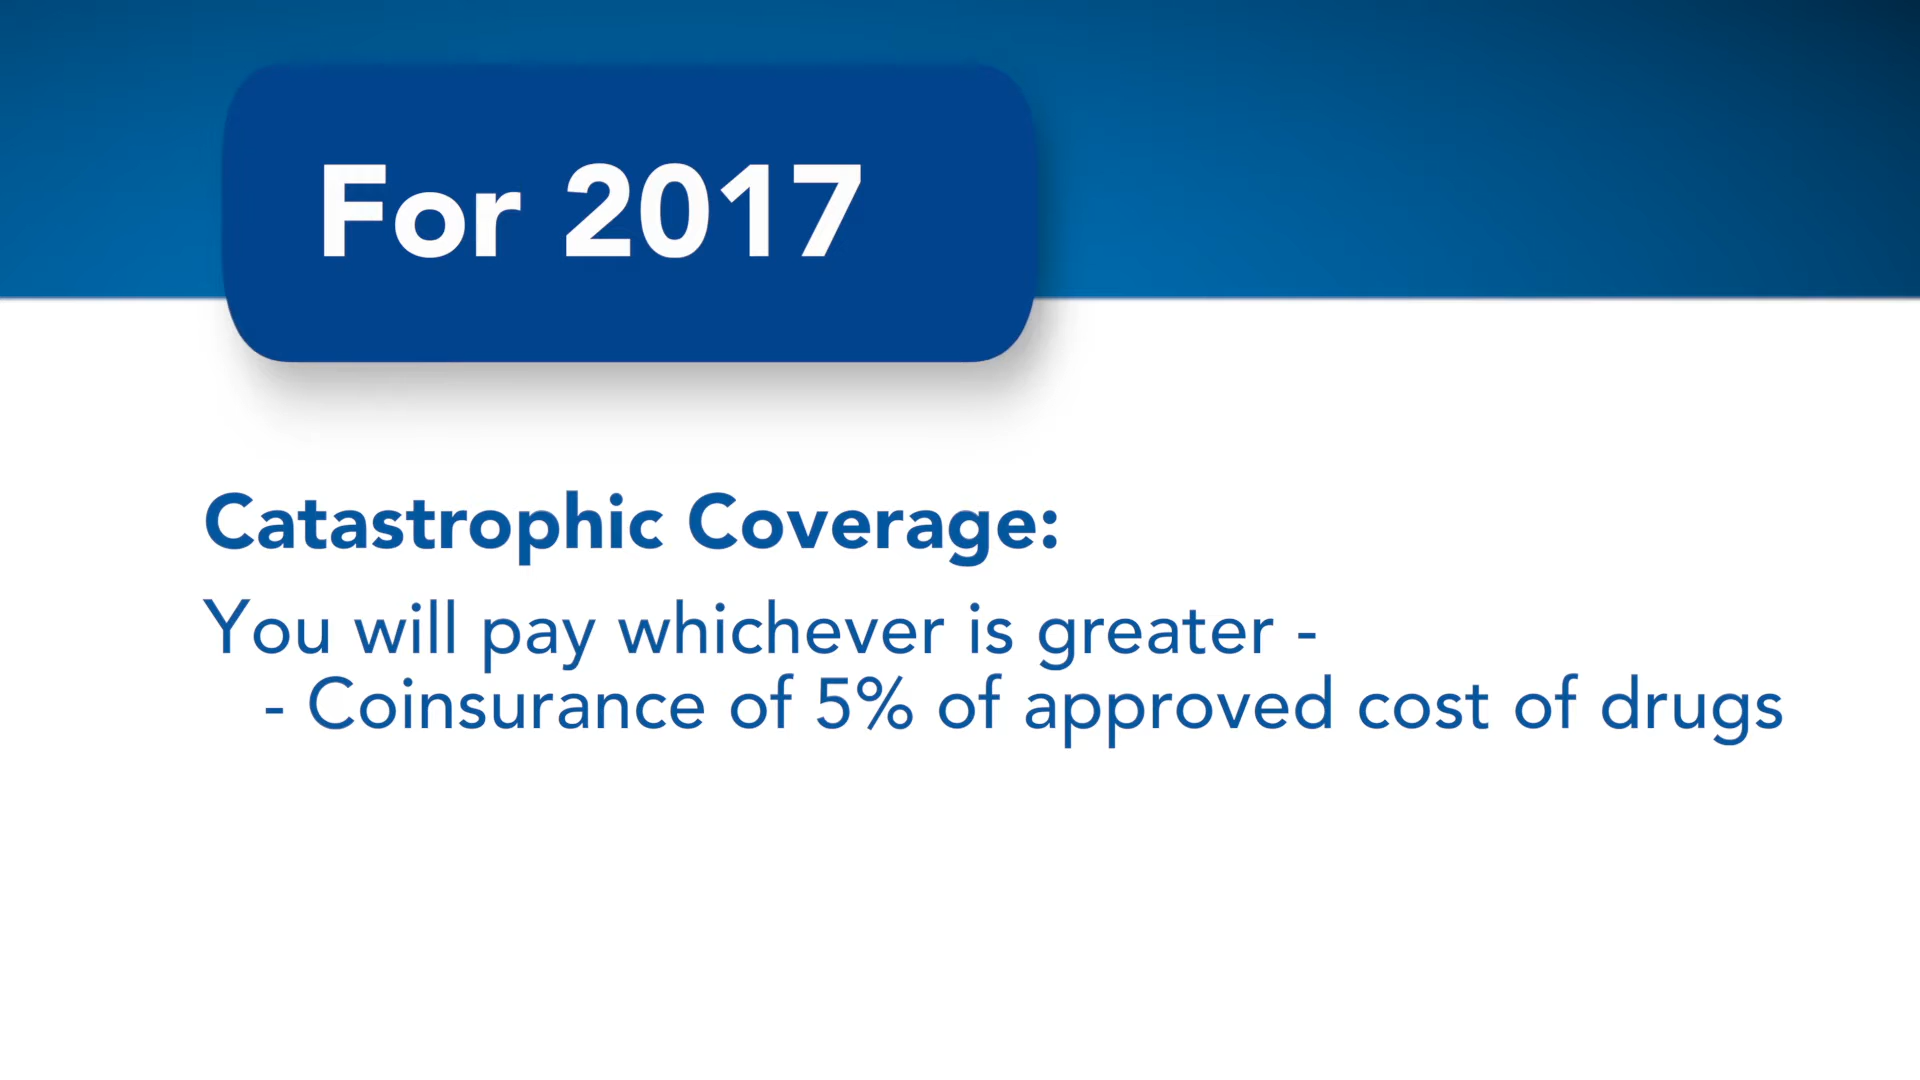 For 2017
Catastrophic Coverage:
You will pay whichever is greater -
- Coinsurance of 5% of approved cost of drugs